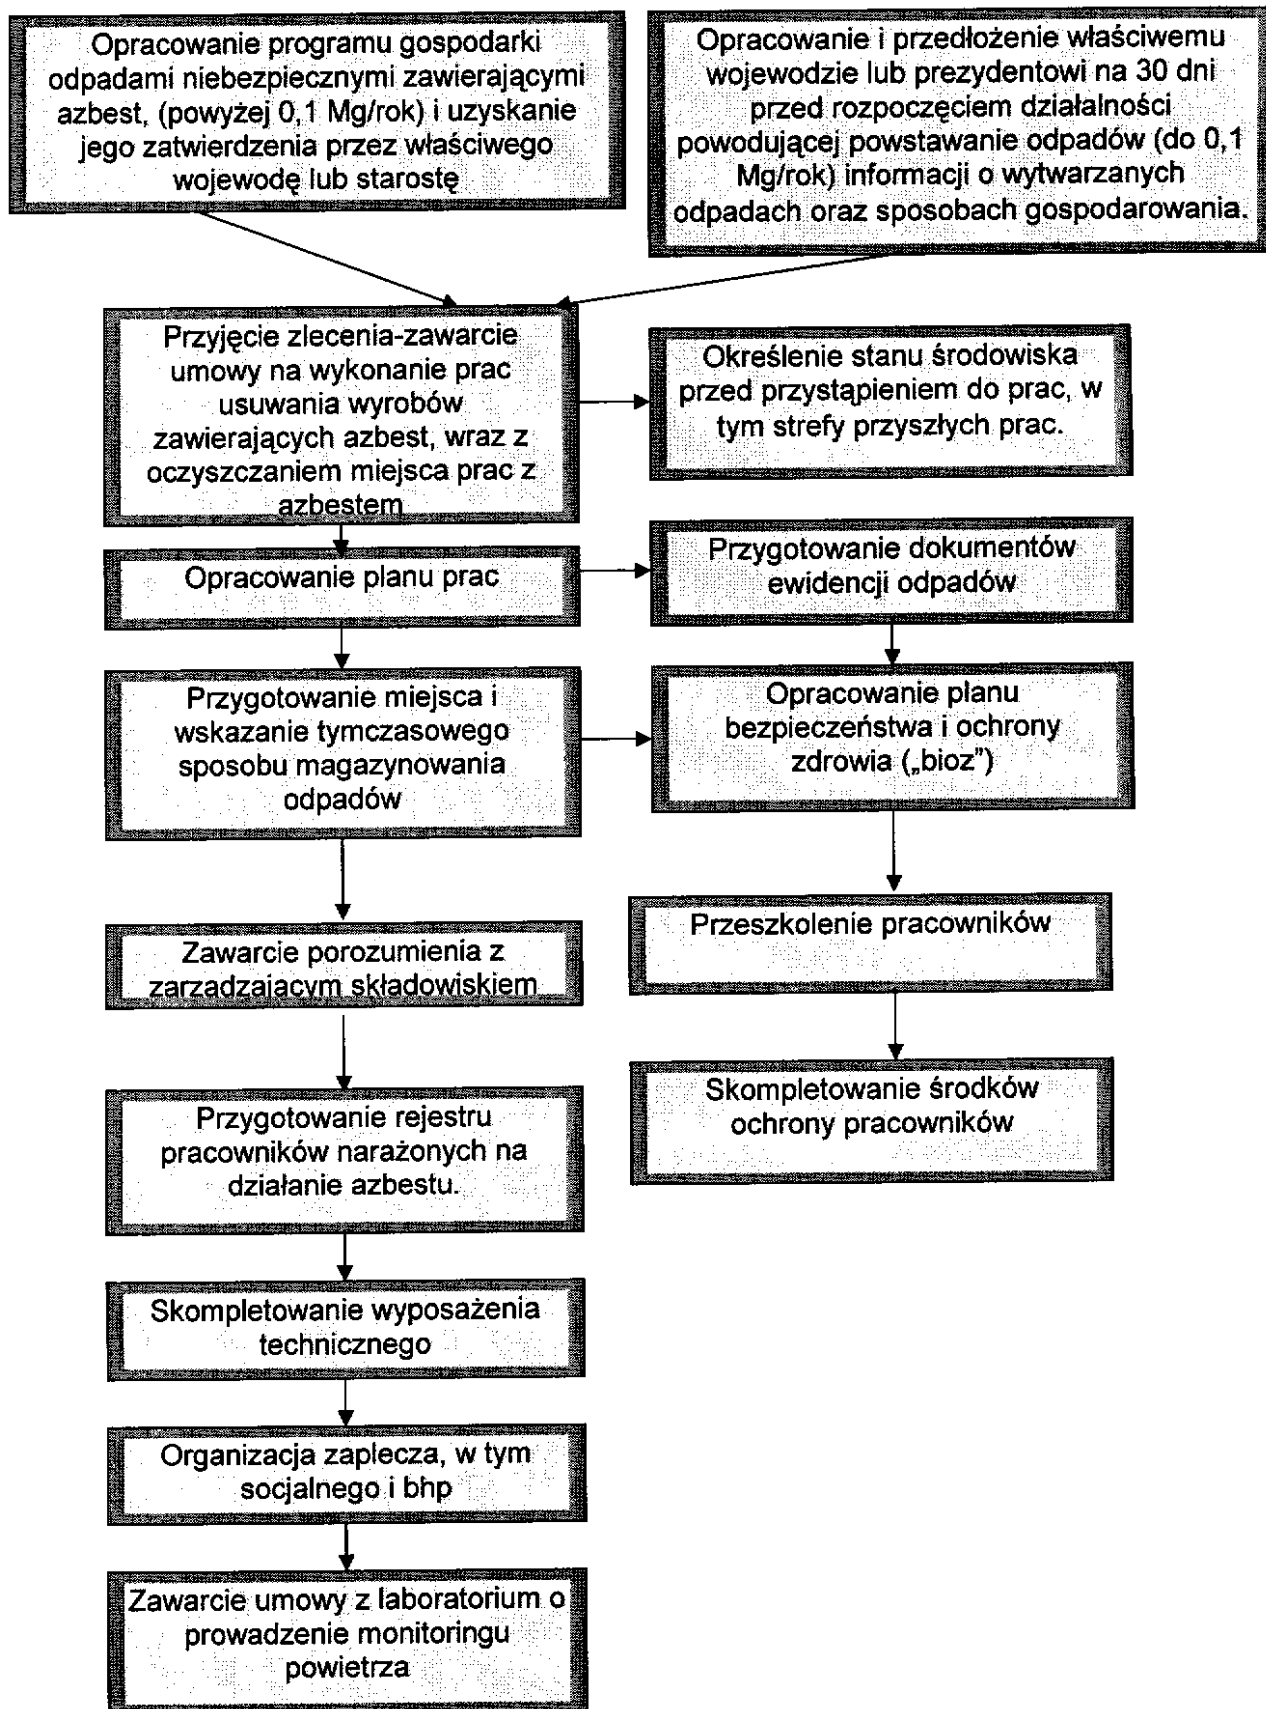 Opracowanie programu gospodarki
odpadami niebezpiecznymi zawierającymi
azbest, (powyżej 0,1 Mg/rok) i uzyskanie
jego zatwierdzenia przez właściwego
wojewodę lub starostę
Opracowanie i przedłożenie właściwemu
wojewodzie lub prezydentowi na 30 dni
przed rozpoczęciem działalności
powodującej powstawanie odpadów (do 0,1
Mg/rok) informacji o wytwarzanych
odpadach oraz sposobach gospodarowania.
Przyjęcie zlecenia-zawarcie
umowy na wykonanie prac
usuwania wyrobów
zawierających azbest, wraz z
oczyszczaniem miejsca prac z
azbestem
Określenie stanu środowiska
przed przystąpieniem do prac, w
tym strefy przyszłych prac.
Opracowanie planu prac
Przygotowanie dokumentów
ewidencji odpadów
Przygotowanie miejsca i
wskazanie tymczasowego
sposobu magazynowania
odpadów
Opracowanie planu
bezpieczeństwa i ochrony
zdrowia („bioz”)
Zawarcie porozumienia z
zarządzającym składowiskiem
Przeszkolenie pracowników
Przygotowanie rejestru
pracowników narażonych na
działanie azbestu.
Skompletowanie środków
ochrony pracowników
Skompletowanie wyposażenia
technicznego
Organizacja zaplecza, w tym
socjalnego i bhp
Zawarcie umowy z laboratorium o
prowadzenie monitoringu
powietrza